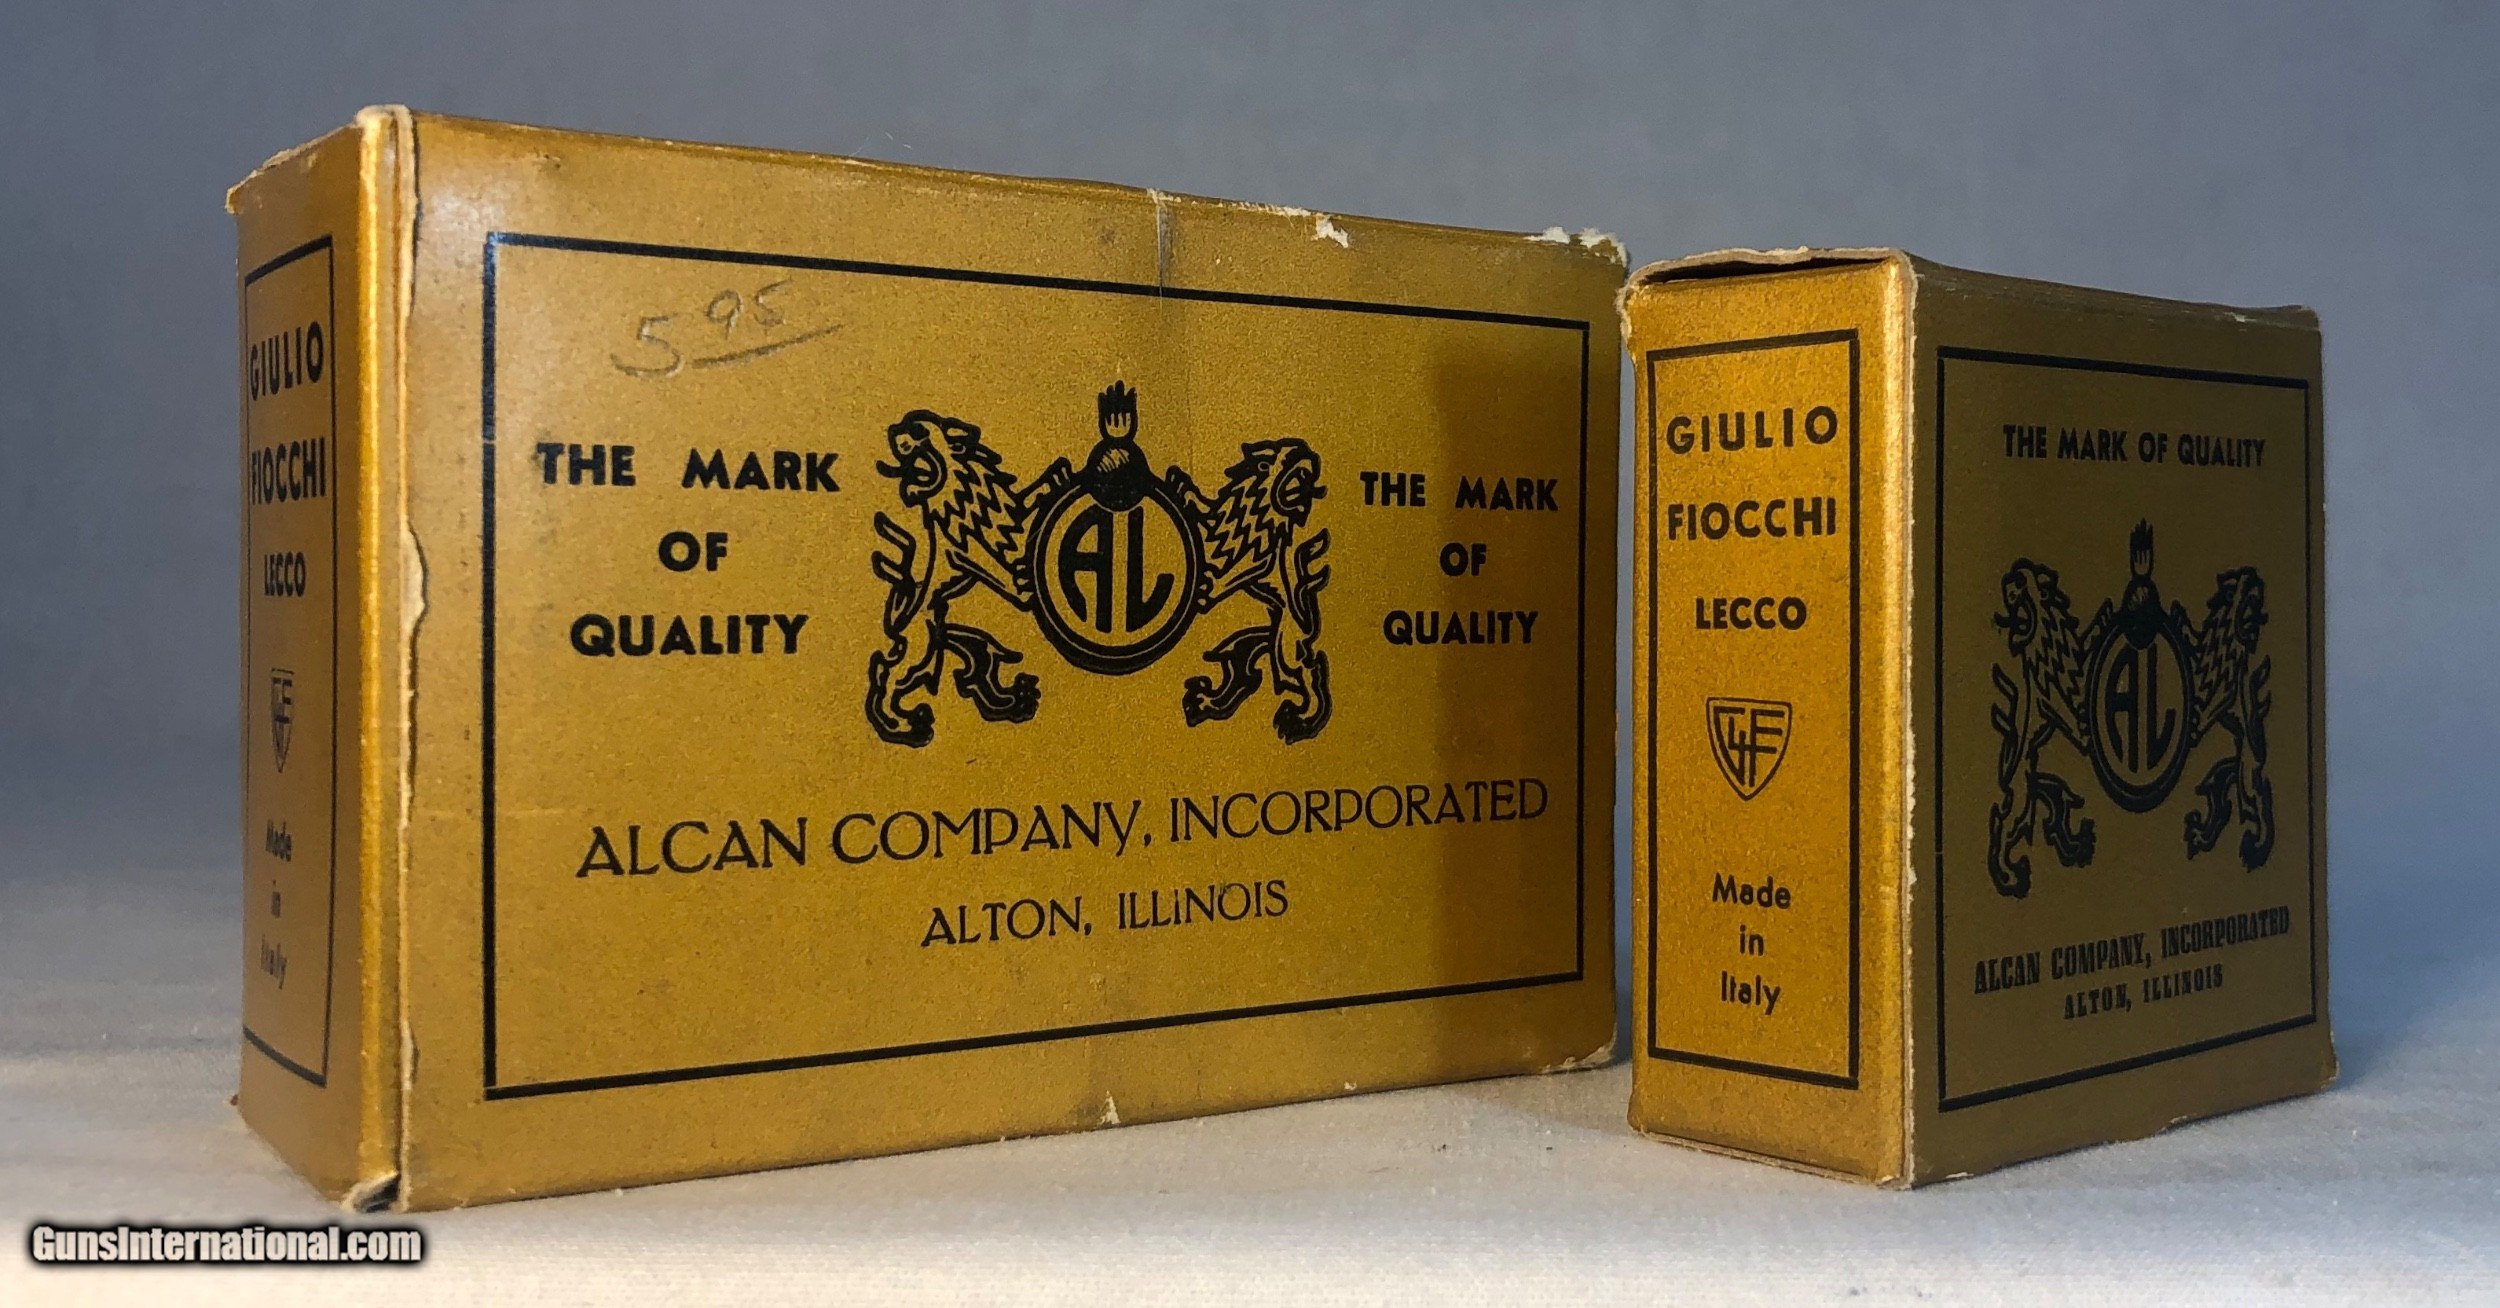 GIULIO
FIOCCHI
LECCO
GF
Made
in
Italy
5 95
THE MARK
OF
QUALITY
AL
THE MARK
OF
QUALITY
ALCAN COMPANY, INCORPORATED
ALTON, ILLINOIS
GIULIO
FIOCCHI
LECCO
GF
Made
in
Italy
THE MARK OF QUALITY
AL
ALCAN COMPANY, INCORPORATED
ALTON, ILLINOIS
GunsInternational.com